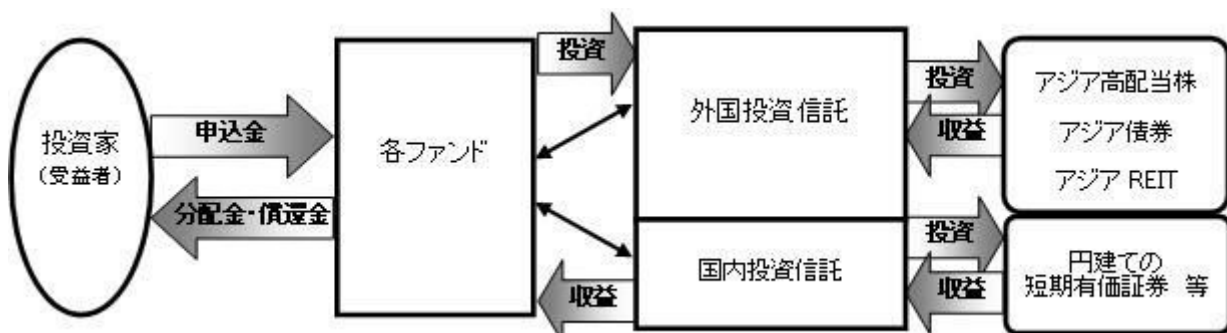 投資家
（受益者）
申込金
分配金・償還金
各ファンド
投資
収益
外国投資信託
国内投資信託
投資
収益
アジア高配当株
アジア債券
アジア REIT
投資
収益
円建ての
短期有価証券 等